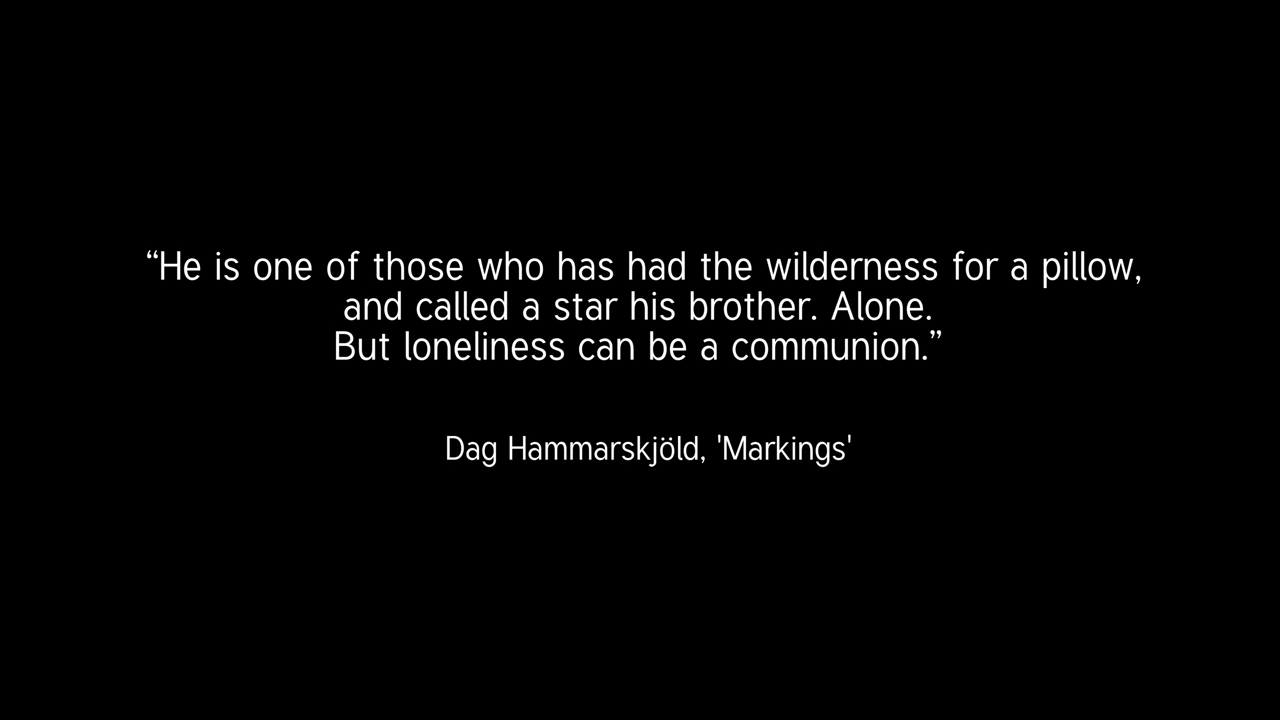 “He is one of those who has had the wilderness for a pillow,
and called a star his brother. Alone.
But loneliness can be a communion.”
Dag Hammarskjöld, 'Markings'